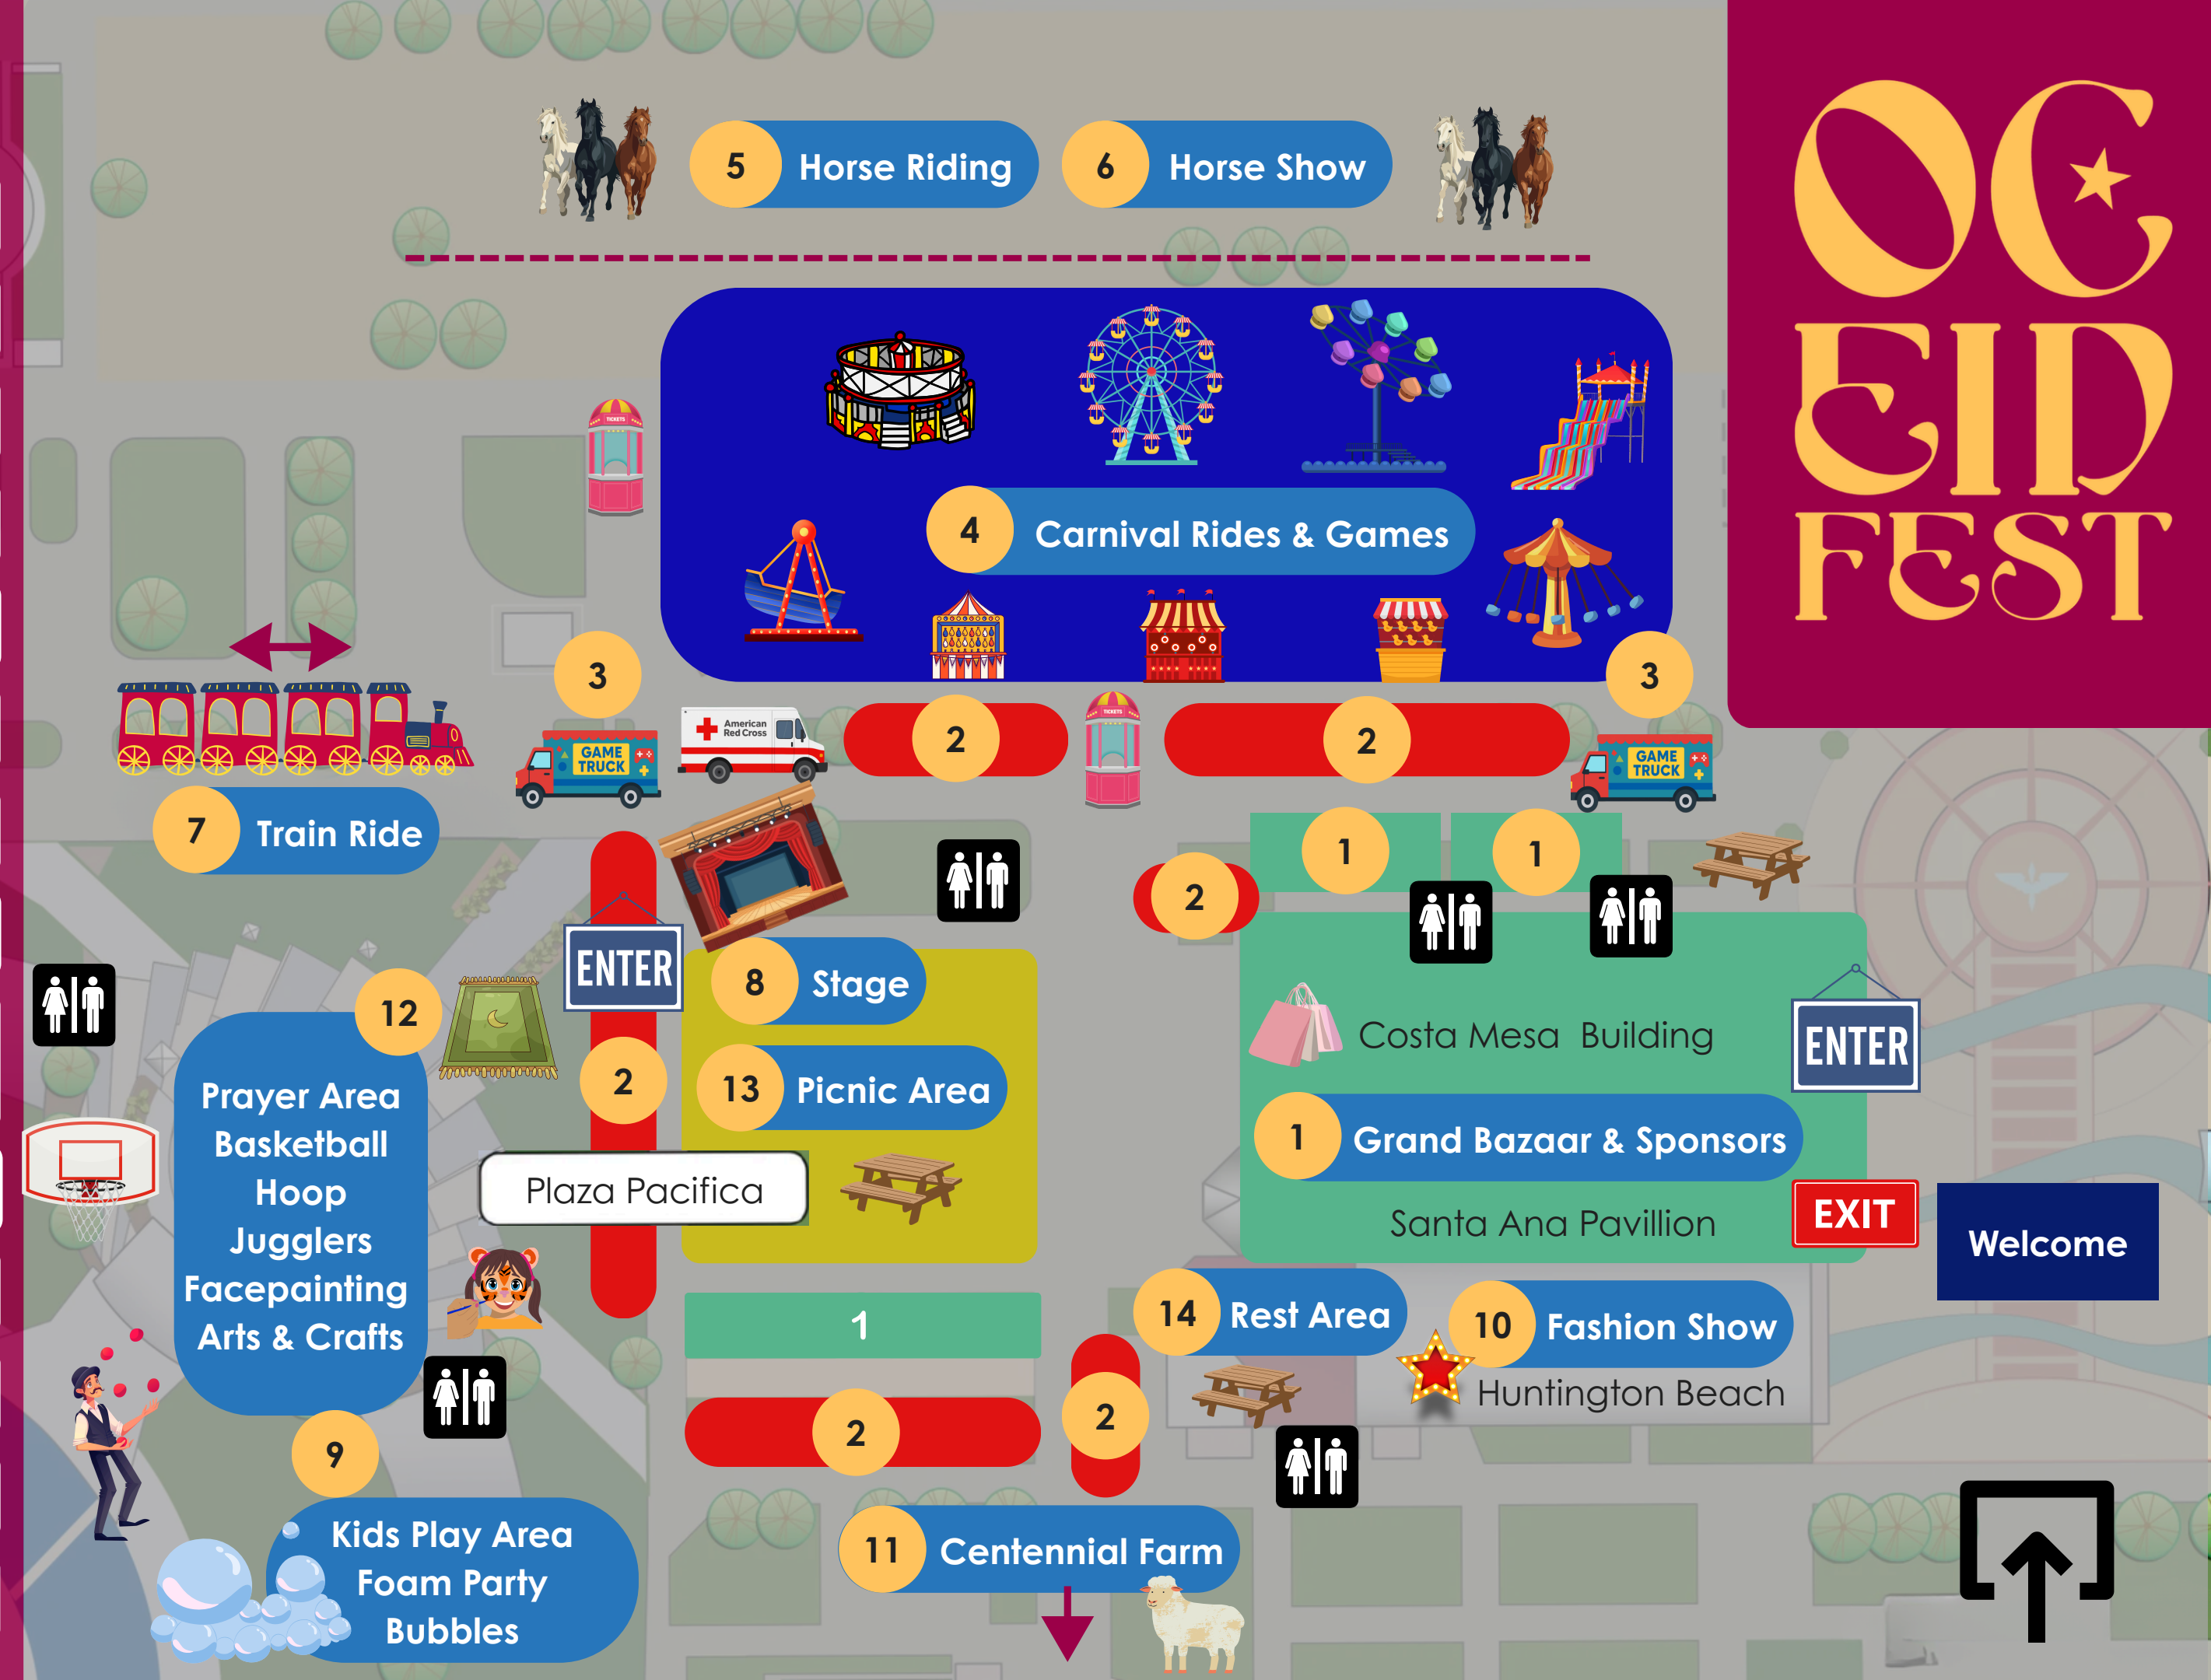 OC
EID
FEST
5 Horse Riding
6 Horse Show
TICKETS
4 Carnival Rides & Games
3
3
GAME
TRUCK
American
Red Cross
2
TICKETS
2
GAME
TRUCK
7 Train Ride
1
1
2
ENTER
8 Stage
12
Prayer Area
Basketball
Hoop
Jugglers
Facepainting
Arts & Crafts
2
13 Picnic Area
Plaza Pacifica
Costa Mesa Building
ENTER
1 Grand Bazaar & Sponsors
Santa Ana Pavillion
EXIT
Welcome
1
14 Rest Area
10 Fashion Show
Huntington Beach
2
2
9
Kids Play Area
Foam Party
Bubbles
11 Centennial Farm